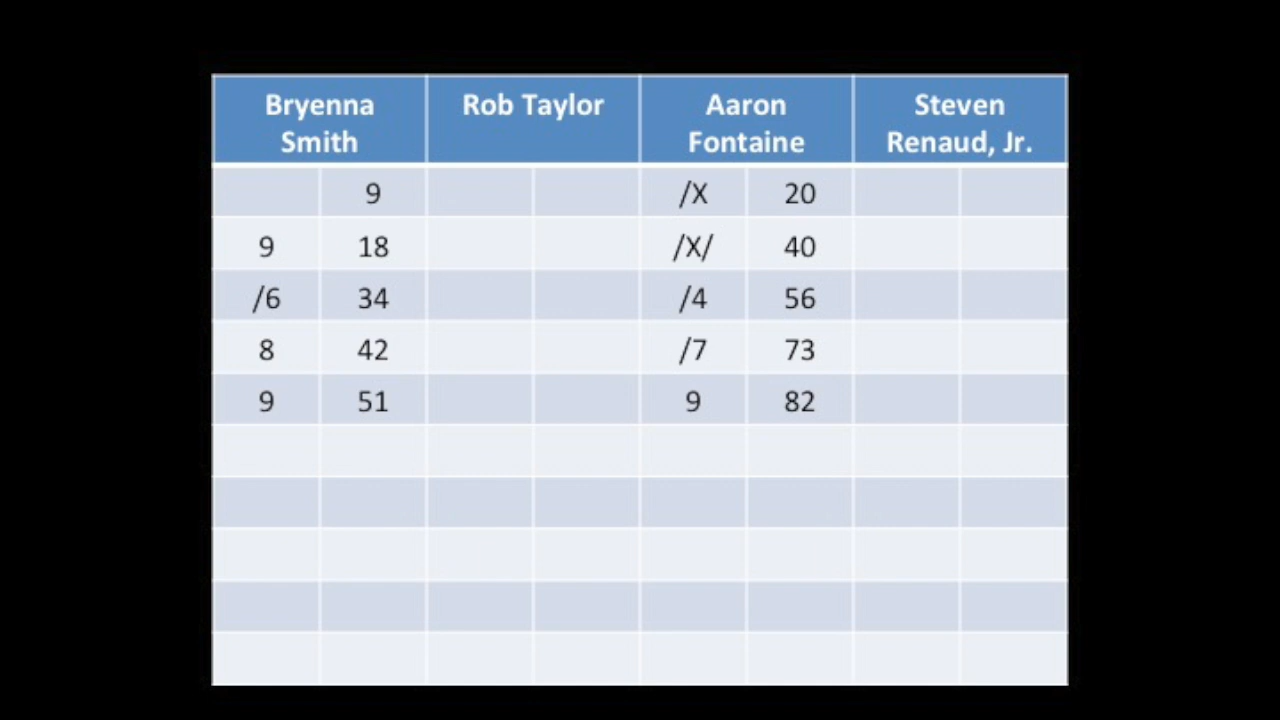 Bryenna Smith Rob Taylor Aaron Fontaine Steven Renaud, Jr.
9 /X 20
9 18 /X/ 40
/6 34 /4 56
8 42 /7 73
9 51 9 82